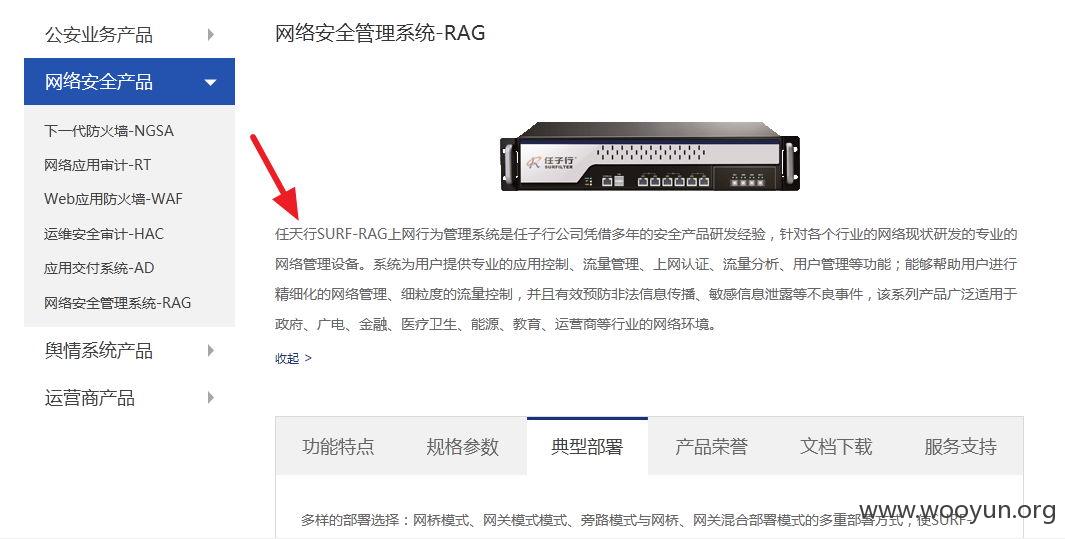 公安业务产品
网络安全产品
下一代防火墙-NGSA
网络应用审计-RT
Web应用防火墙-WAF
运维安全审计-HAC
应用交付系统-AD
网络安全管理系统-RAG
舆情系统产品
运营商产品
网络安全管理系统-RAG
任子行
SURFILTER
任天行SURF-RAG上网行为管理系统是任子行公司凭借多年的安全产品研发经验，针对各个行业的网络现状研发的专业的
网络管理设备。系统为用户提供专业的应用控制、流量管理、上网认证、流量分析、用户管理等功能；能够帮助用户进行
精细化的网络管理、细粒度的流量控制，并且有效预防非法信息传播、敏感信息泄露等不良事件，该系列产品广泛适用于
政府、广电、金融、医疗卫生、能源、教育、运营商等行业的网络环境。
收起 >
功能特点 规格参数 典型部署 产品荣誉 文档下载 服务支持
多样的部署选择：网桥模式、网关模式模式、旁路模式与网桥、网关混合部署模式的多重部署方式，使SURF-
www.wooyun.org